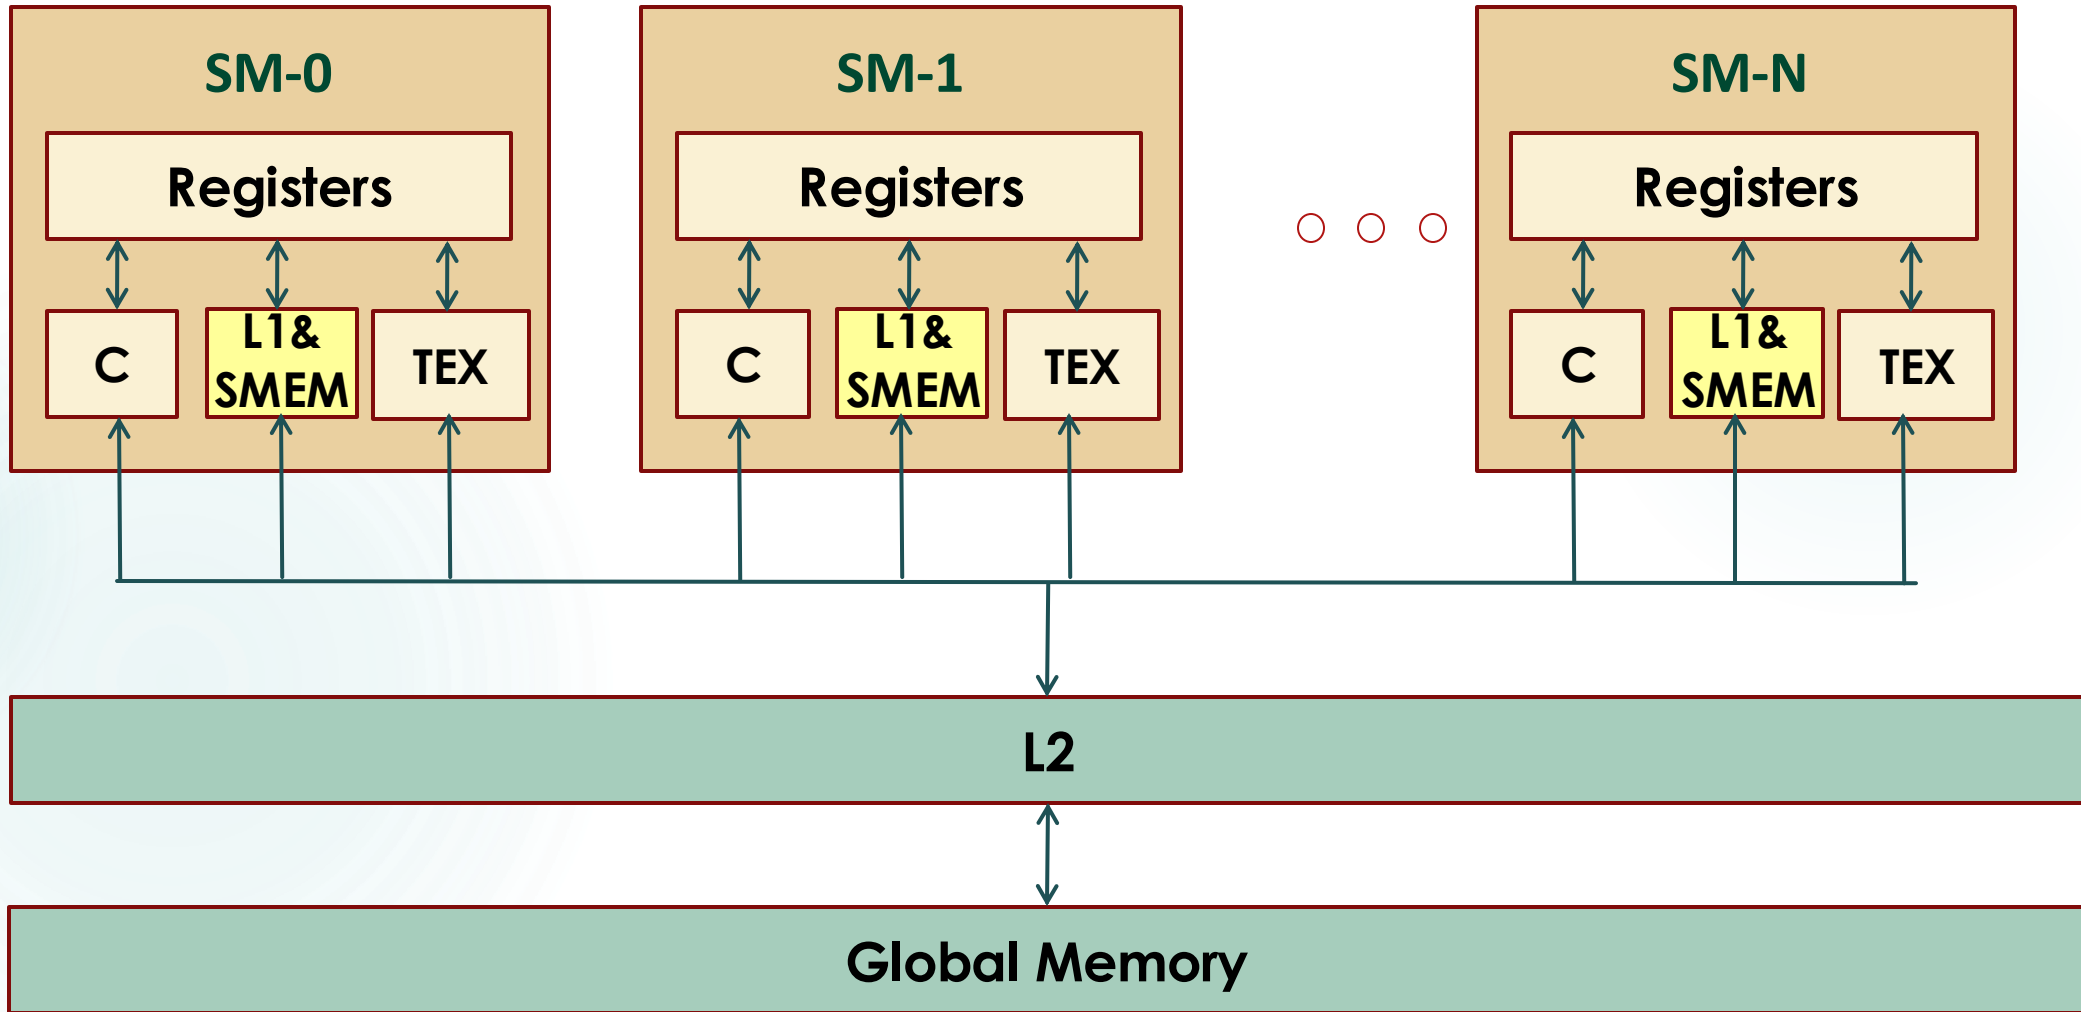 SM-0
SM-1
SM-N
Registers
Registers
Registers
C
L1&
SMEM
TEX
C
L1&
SMEM
TEX
C
L1&
SMEM
TEX
L2
Global Memory